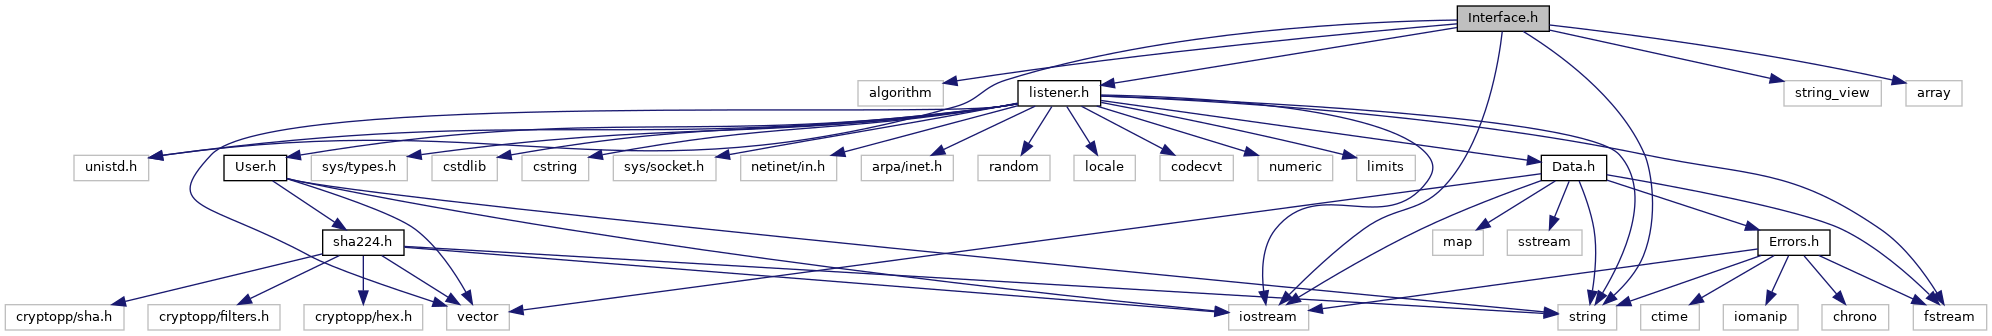 Interface.h
algorithm
listener.h
string_view
array
unistd.h
User.h
sys/types.h
cstdlib
cstring
sys/socket.h
netinet/in.h
arpa/inet.h
random
locale
codecvt
numeric
limits
Data.h
sha224.h
map
sstream
Errors.h
cryptopp/sha.h
cryptopp/filters.h
cryptopp/hex.h
vector
iostream
string
ctime
iomanip
chrono
fstream